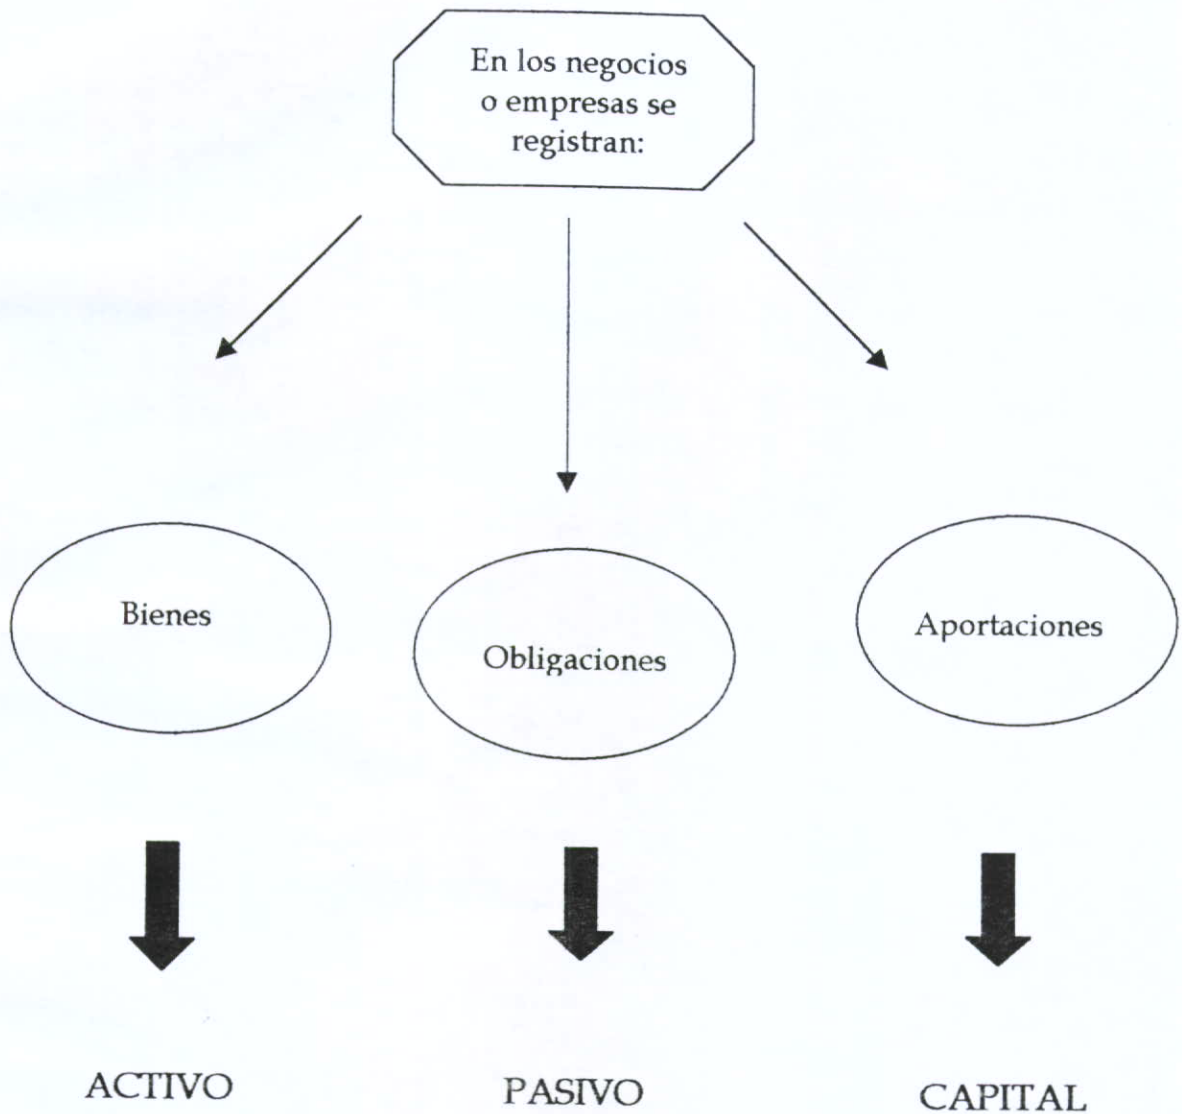 En los negocios
o empresas se
registran:
Bienes
Obligaciones
Aportaciones
ACTIVO
PASIVO
CAPITAL